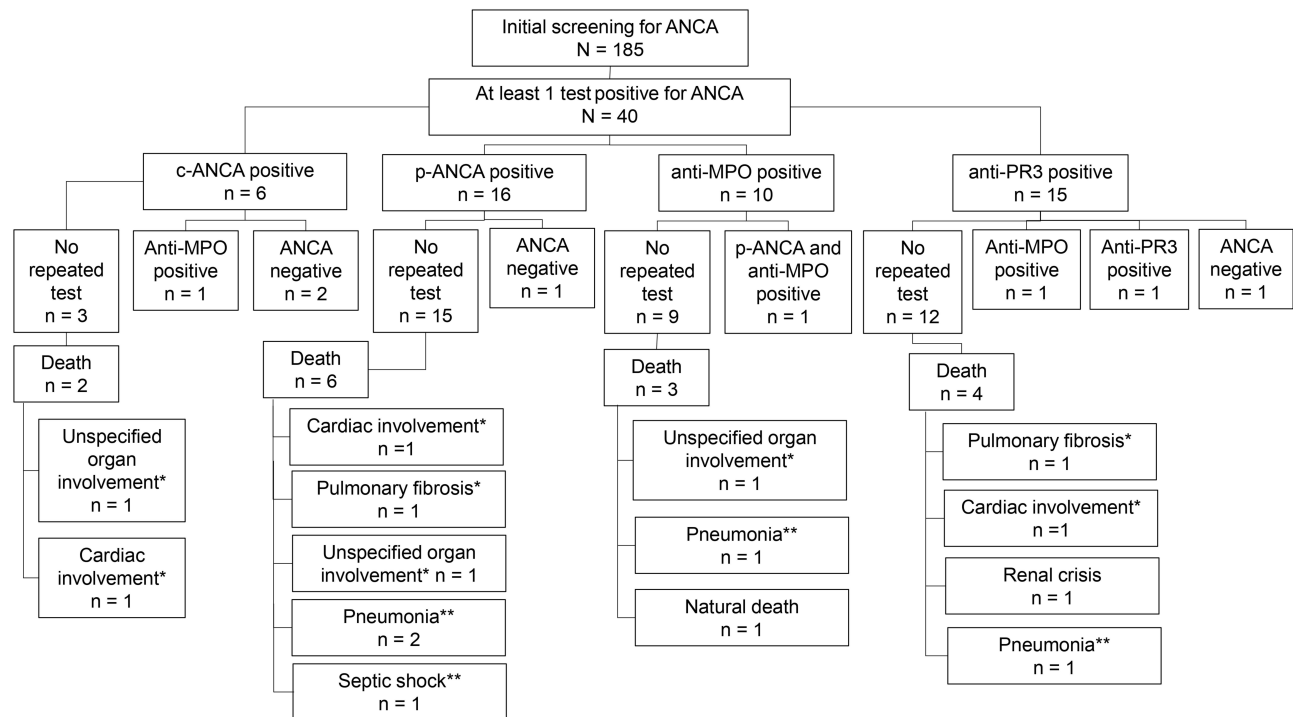 Initial screening for ANCA
N = 185
At least 1 test positive for ANCA
N = 40
c-ANCA positive
n = 6
p-ANCA positive
n = 16
anti-MPO positive
n = 10
anti-PR3 positive
n = 15
No
repeated
test
n = 3
Anti-MPO
positive
n = 1
ANCA
negative
n = 2
No
repeated
test
n = 15
ANCA
negative
n = 1
No
repeated
test
n = 9
p-ANCA and
anti-MPO
positive
n = 1
No
repeated
test
n = 12
Anti-MPO
positive
n = 1
Anti-PR3
positive
n = 1
ANCA
negative
n = 1
Death
n = 2
Unspecified
organ
involvement*
n = 1
Cardiac
involvement*
n = 1
Death
n = 6
Cardiac involvement*
n =1
Pulmonary fibrosis*
n = 1
Unspecified organ
involvement* n = 1
Pneumonia**
n = 2
Septic shock**
n = 1
Death
n = 3
Unspecified organ
involvement*
n = 1
Pneumonia**
n = 1
Natural death
n = 1
Death
n = 4
Pulmonary fibrosis*
n = 1
Cardiac involvement*
n =1
Renal crisis
n = 1
Pneumonia**
n = 1